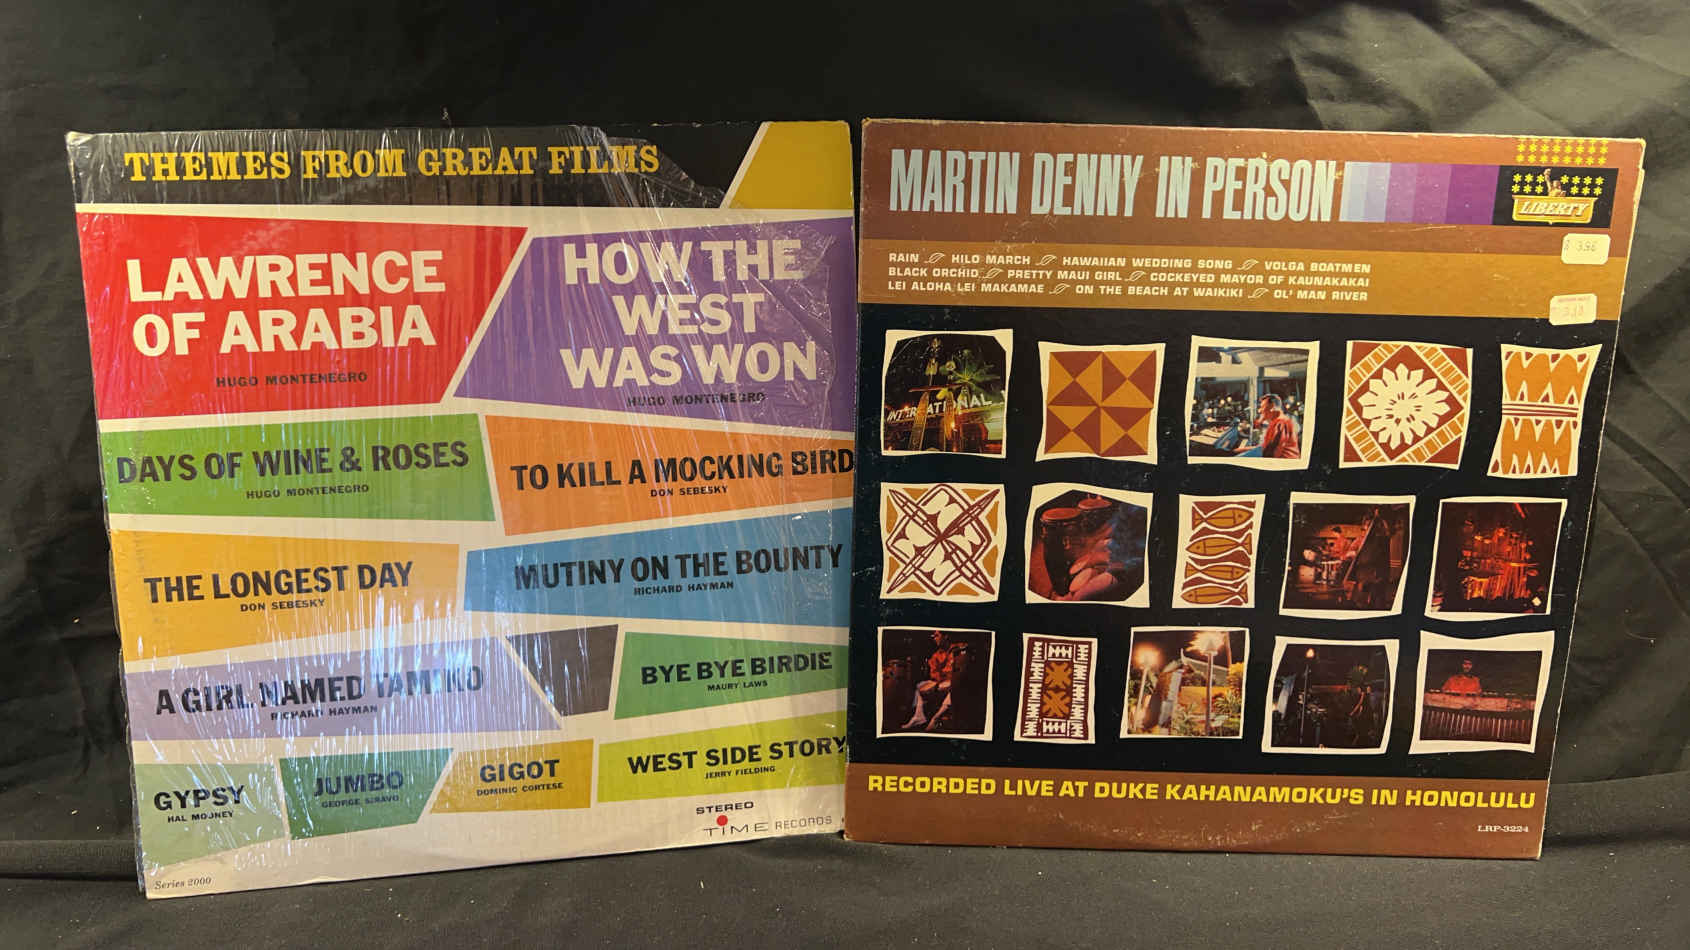 THEMES FROM GREAT FILMS
LAWRENCE
OF ARABIA
HUGO MONTENEGRO
HOW THE
WEST
WAS WON
HUGO MONTENEGRO
DAYS OF WINE & ROSES
HUGO MONTENEGRO
TO KILL A MOCKING BIRD
DON SEBESKY
THE LONGEST DAY
DON SEBESKY
MUTINY ON THE BOUNTY
RICHARD HAYMAN
A GIRL NAMED TAMIKO
RICHARD HAYMAN
BYE BYE BIRDIE
MAURY LAWS
GYPSY
HAL MOONEY
JUMBO
GEORGE SIRAVO
GIGOT
DOMINIC CORTESE
WEST SIDE STORY
JERRY FIELDING
STEREO
TIME RECORDS
Series 2000
MARTIN DENNY IN PERSON
LIBERTY
RAIN HILO MARCH HAWAIIAN WEDDING SONG VOLGA BOATMEN
BLACK ORCHID PRETTY MAUI GIRL COCKEYED MAYOR OF KAUNAKAKAI
LEI ALOHA LEI MAKAMAE ON THE BEACH AT WAIKIKI OL' MAN RIVER
INTERNATIONAL
RECORDED LIVE AT DUKE KAHANAMOKU'S IN HONOLULU
LRP-3224